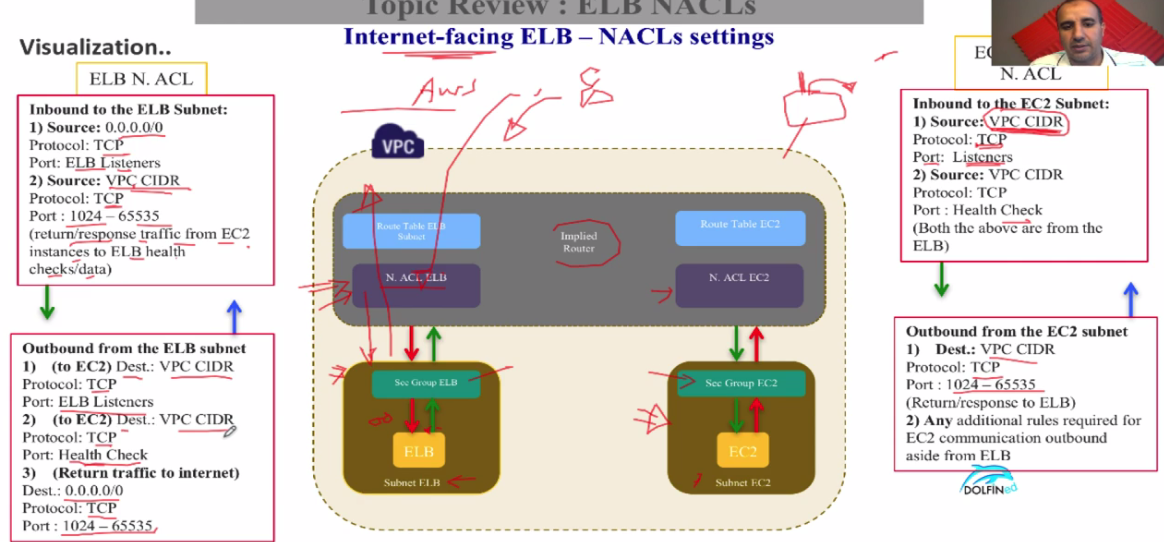 Topic Review : ELB NACLs
Internet-facing ELB – NACLs settings
Visualization..
ELB N. ACL
Inbound to the ELB Subnet:
1) Source: 0.0.0.0/0
Protocol: TCP
Port: ELB Listeners
2) Source: VPC CIDR
Protocol: TCP
Port : 1024 – 65535
(return/response traffic from EC2
instances to ELB health
checks/data)
Outbound from the ELB subnet
1) (to EC2) Dest.: VPC CIDR
Protocol: TCP
Port: ELB Listeners
2) (to EC2) Dest.: VPC CIDR
Protocol: TCP
Port: Health Check
3) (Return traffic to internet)
Dest.: 0.0.0.0/0
Protocol: TCP
Port : 1024 – 65535
Aws
VPC
Route Table ELB
Subnet
N. ACL ELB
Implied
Router
Route Table EC2
N. ACL EC2
Sec Group ELB
ELB
Subnet ELB
Sec Group EC2
EC2
Subnet EC2
N. ACL
Inbound to the EC2 Subnet:
1) Source: VPC CIDR
Protocol: TCP
Port: Listeners
2) Source: VPC CIDR
Protocol: TCP
Port : Health Check
(Both the above are from the
ELB)
Outbound from the EC2 subnet
1) Dest.: VPC CIDR
Protocol: TCP
Port : 1024 – 65535
(Return/response to ELB)
2) Any additional rules required for
EC2 communication outbound
aside from ELB
DOLFINed